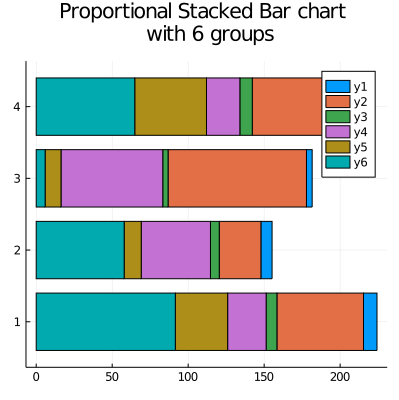 Proportional Stacked Bar chart
with 6 groups
4
3
2
1
0 50 100 150 200
y1
y2
y3
y4
y5
y6